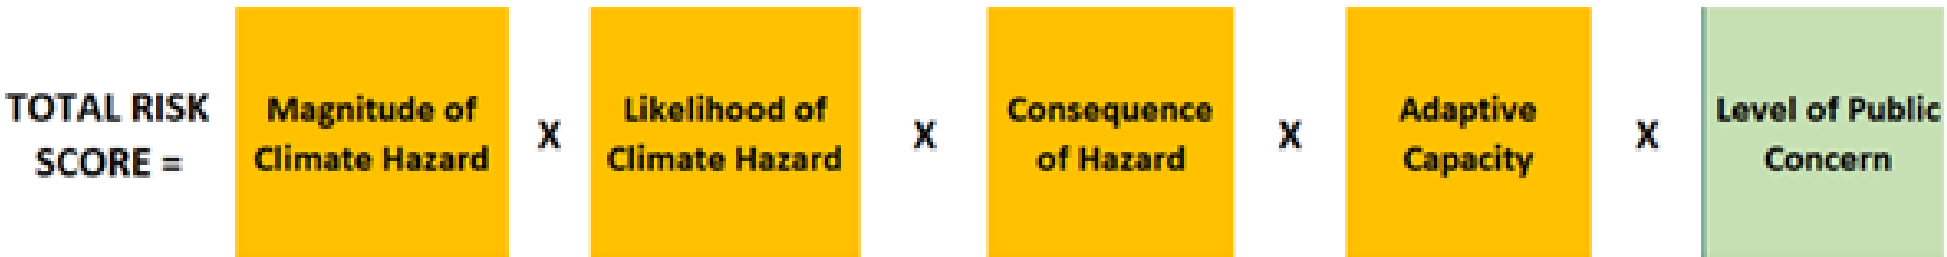 TOTAL RISK
SCORE =
Magnitude of
Climate Hazard
X
Likelihood of
Climate Hazard
X
Consequence
of Hazard
X
Adaptive
Capacity
X
Level of Public
Concern